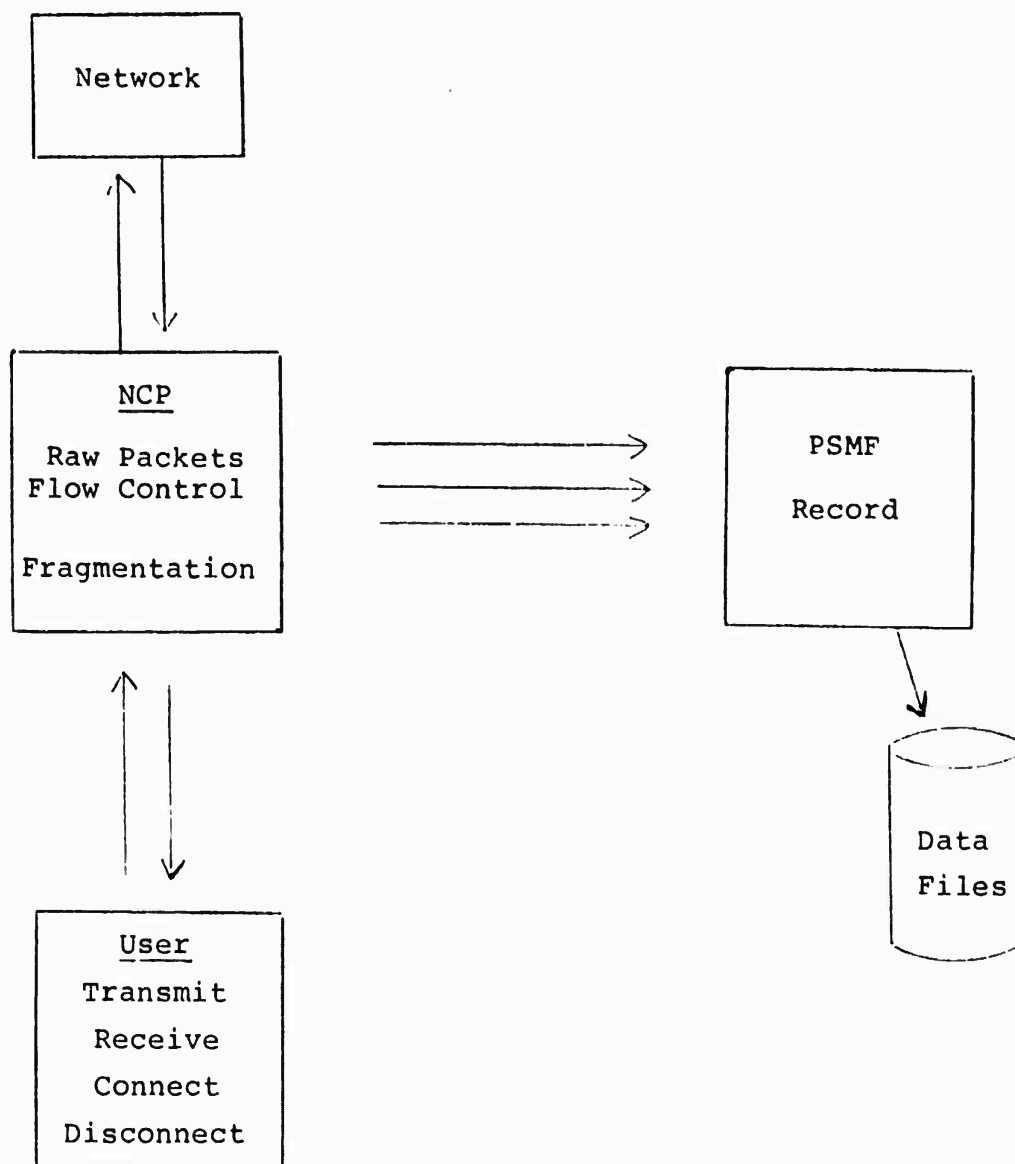 Network
NCP
Raw Packets
Flow Control
Fragmentation
PSMF
Record
Data
Files
User
Transmit
Receive
Connect
Disconnect